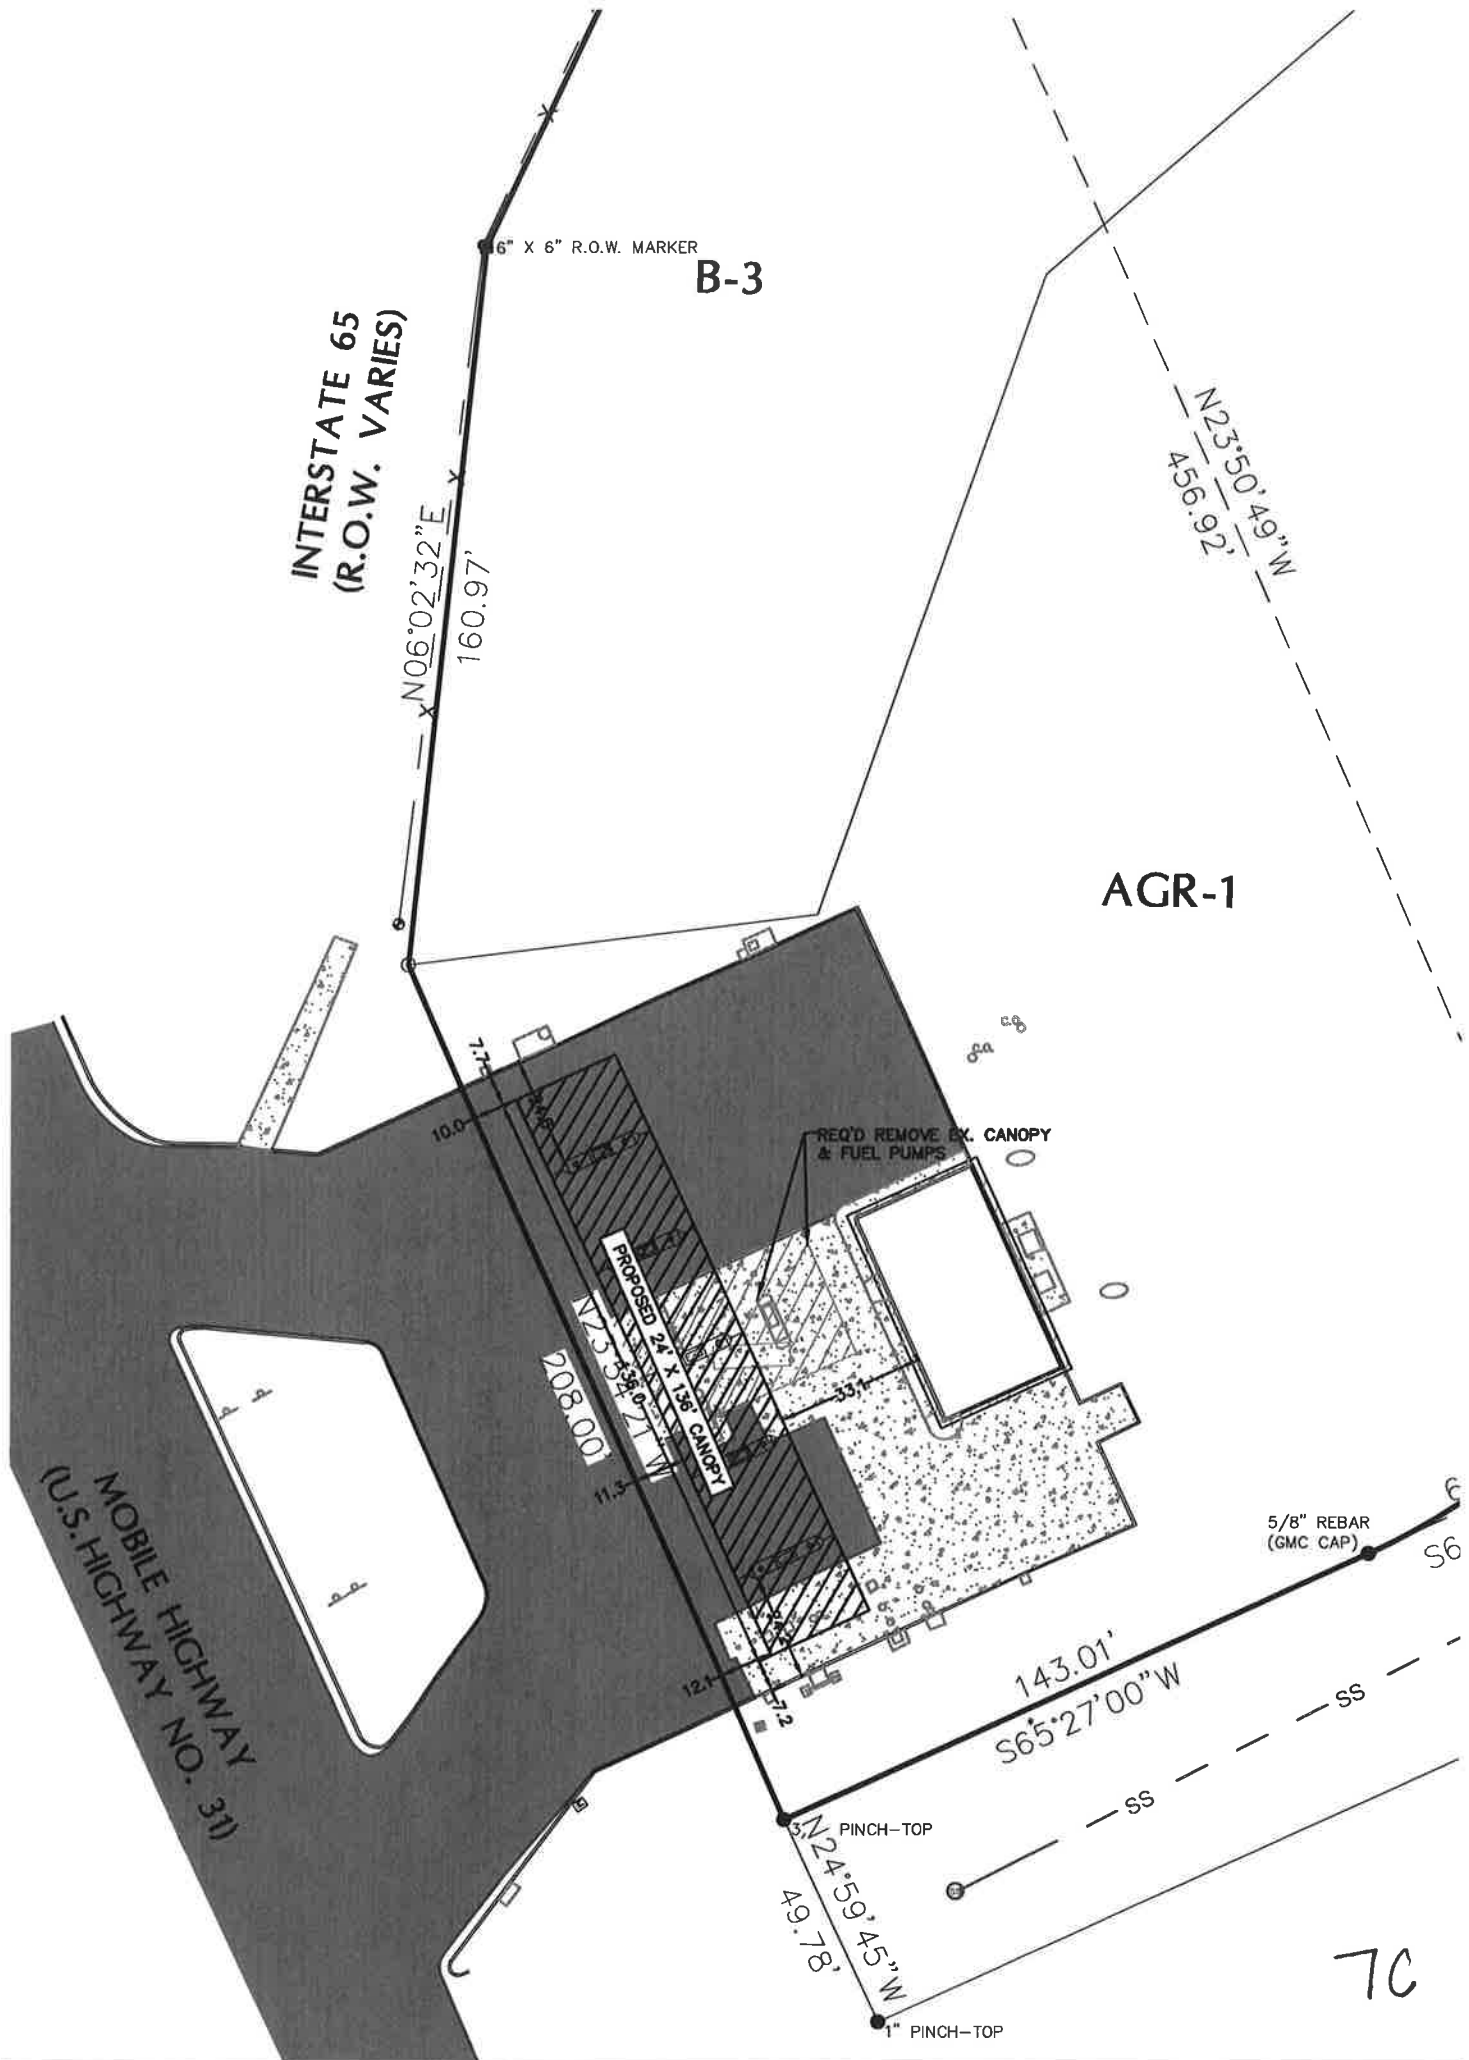 6" X 6" R.O.W. MARKER
B-3
INTERSTATE 65
(R.O.W. VARIES)
N06°02'32"E
160.97'
N23°50'49"W
456.92'
AGR-1
7.7
10.0
REQ'D REMOVE EX. CANOPY
& FUEL PUMPS
PROPOSED 24' X 136' CANOPY
136.0
208.00'
33.1
11.3
12.1
7.2
MOBILE HIGHWAY
(U.S.HIGHWAY NO. 31)
5/8" REBAR
(GMC CAP)
S6
143.01'
S65°27'00"W
SS
SS
PINCH-TOP
N24°59'45"W
49.78'
1" PINCH-TOP
7C